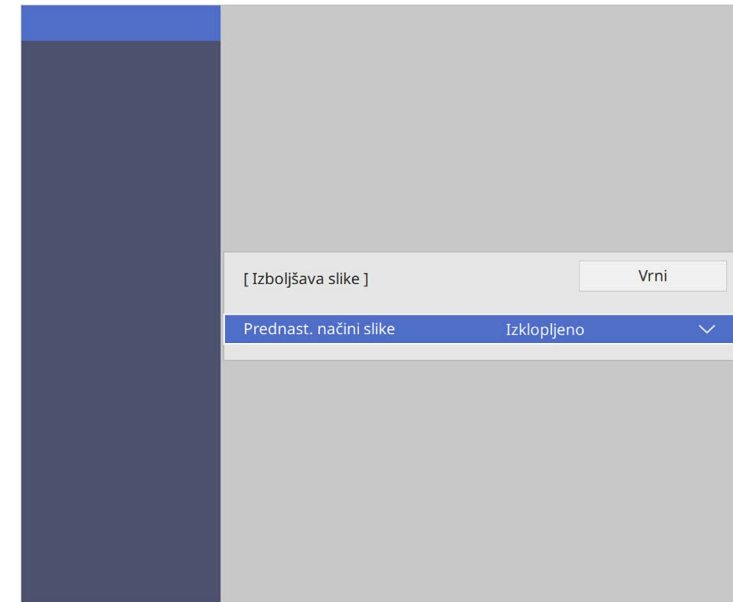 [ Izboljšava slike ]
Vrni
Prednast. načini slike
Izklopljeno